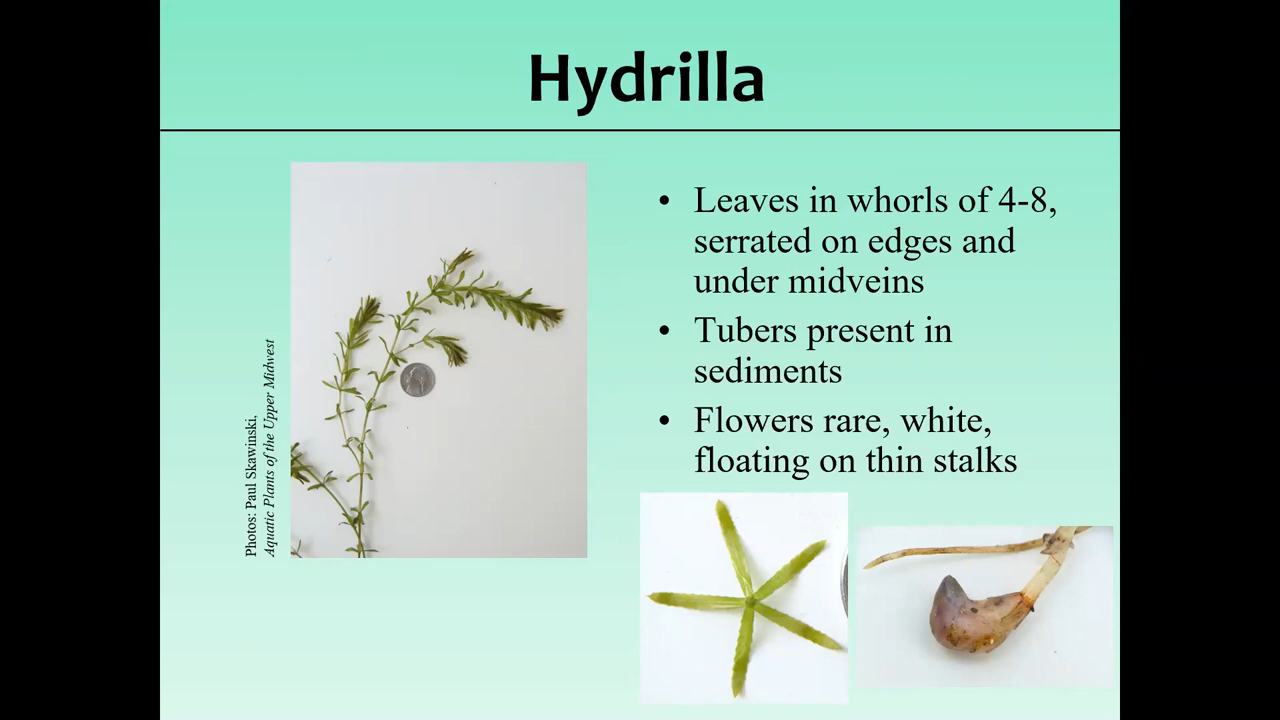 Hydrilla
• Leaves in whorls of 4-8,
serrated on edges and
under midveins
• Tubers present in
sediments
• Flowers rare, white,
floating on thin stalks
Photos: Paul Skawinski,
Aquatic Plants of the Upper Midwest